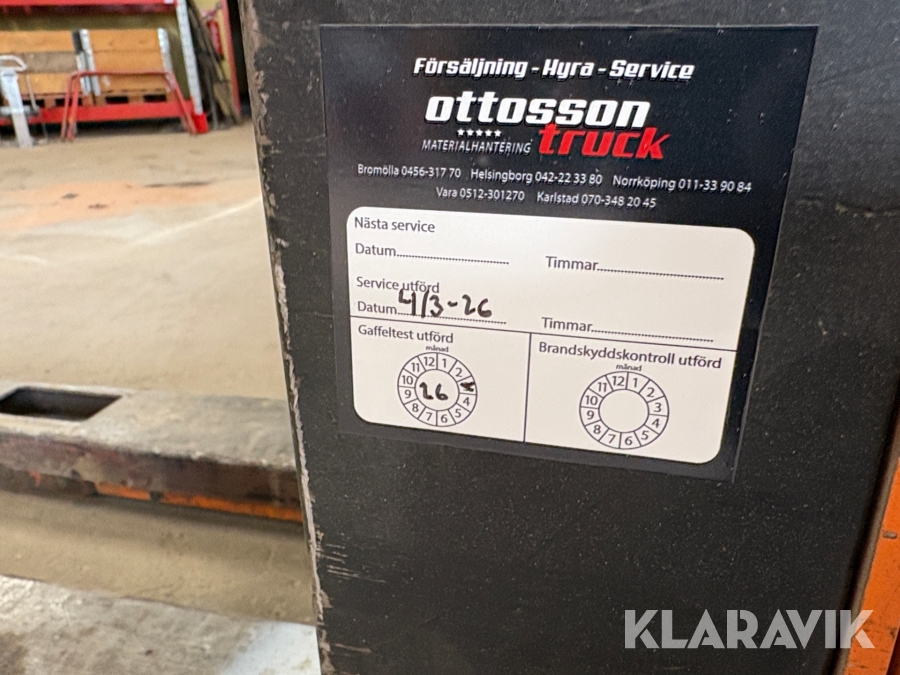 Försäljning - Hyra - Service
ottosson
★★★★★ truck
MATERIALHANTERING
Bromölla 0456-317 70 Helsingborg 042-22 33 80 Norrköping 011-33 90 84
Vara 0512-301270 Karlstad 070-348 20 45
Nästa service
Datum.............................. Timmar..............................
Service utförd
Datum 4/3-26 Timmar..............................
Gaffeltest utförd
månad
12 1 2 4 5 6 7 8 9 10 11
26
Brandskyddskontroll utförd
månad
12 1 2 3 4 5 6 7 8 9 10 11
KLARAVIK